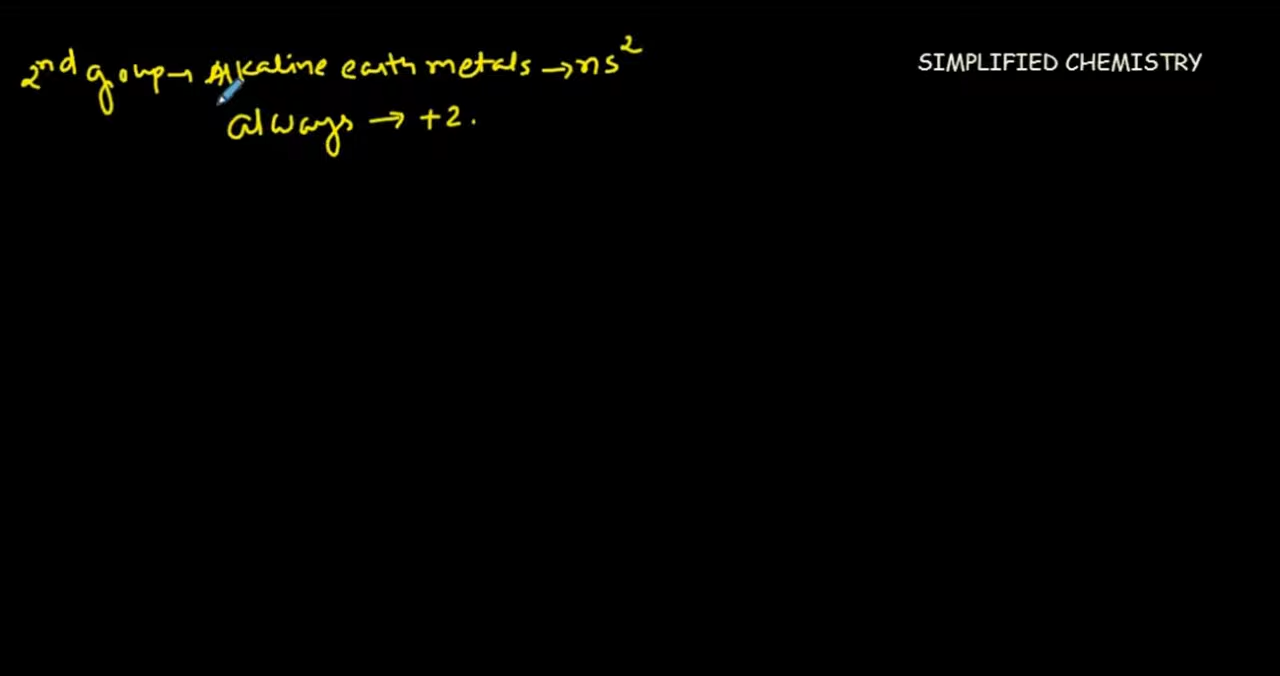 2nd group → Alkaline earth metals → ns²
SIMPLIFIED CHEMISTRY
always → +2.